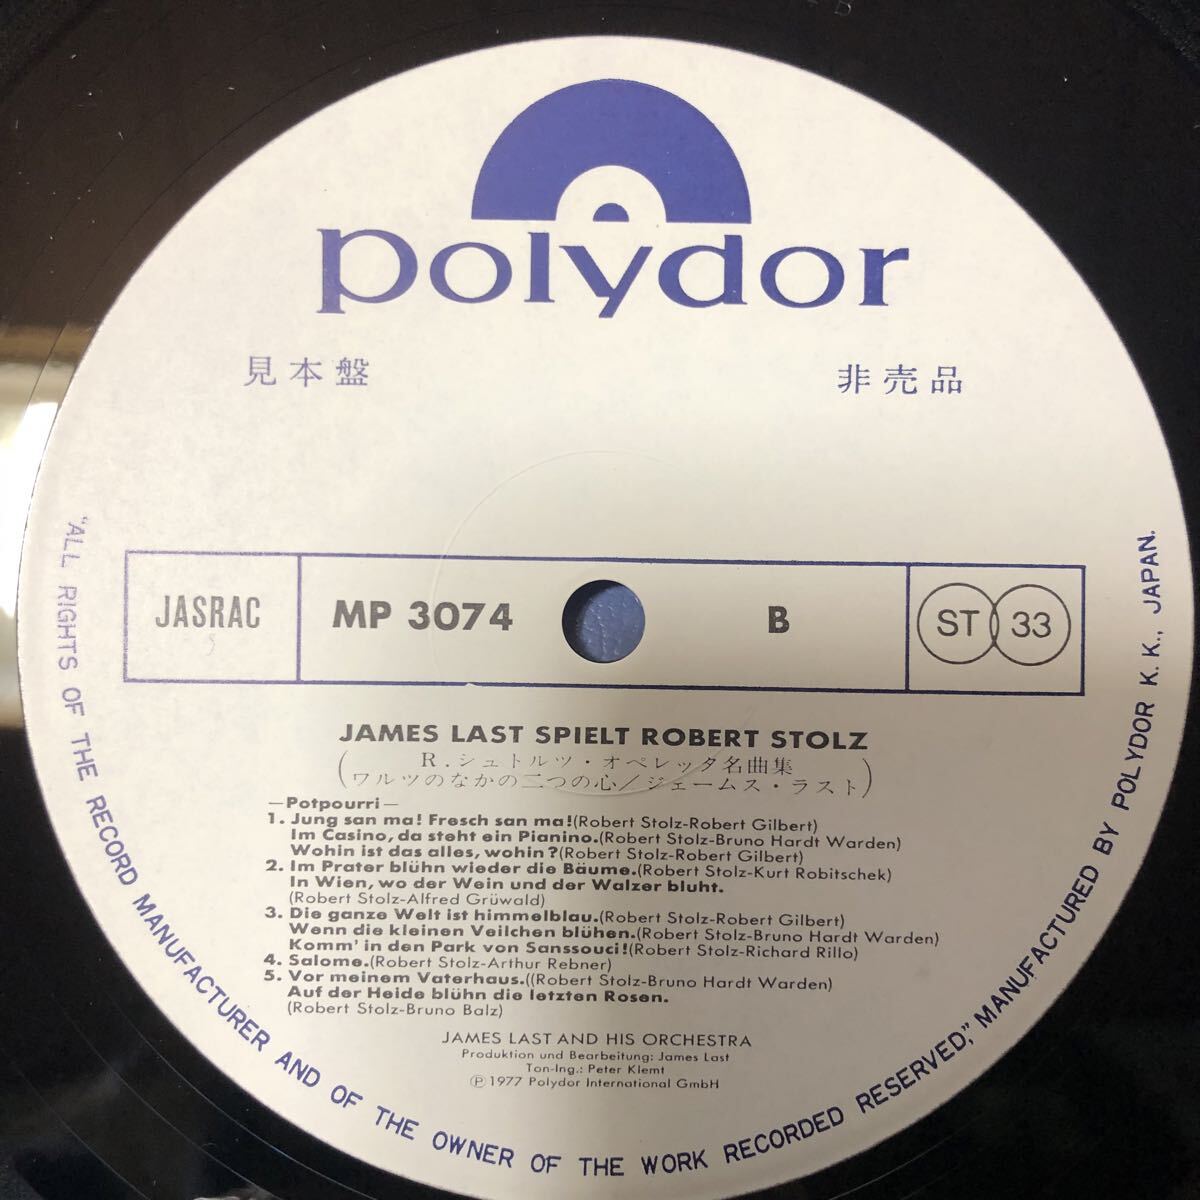 polydor
見本盤
非売品
JASRAC
MP 3074
B
ST 33
JAMES LAST SPIELT ROBERT STOLZ
(R.シュトルツ・オペレッタ名曲集
ワルツのなかの二つの心/ジェームス・ラスト)
—Potpourri—
1. Jung san ma! Fresch san ma!(Robert Stolz-Robert Gilbert)
Im Casino, da steht ein Pianino.(Robert Stolz-Bruno Hardt Warden)
Wohin ist das alles, wohin?(Robert Stolz-Robert Gilbert)
2. Im Prater blühn wieder die Bäume.(Robert Stolz-Kurt Robitschek)
In Wien, wo der Wein und der Walzer bluht.
(Robert Stolz-Alfred Grüwald)
3. Die ganze Welt ist himmelblau.(Robert Stolz-Robert Gilbert)
Wenn die kleinen Veilchen blühen.(Robert Stolz-Bruno Hardt Warden)
Komm' in den Park von Sanssouci!(Robert Stolz-Richard Rillo)
4. Salome.(Robert Stolz-Arthur Rebner)
5. Vor meinem Vaterhaus.((Robert Stolz-Bruno Hardt Warden)
Auf der Heide blühn die letzten Rosen.
(Robert Stolz-Bruno Balz)
JAMES LAST AND HIS ORCHESTRA
Produktion und Bearbeitung: James Last
Ton-Ing.: Peter Klemt
Ⓟ 1977 Polydor International GmbH
"ALL RIGHTS OF THE RECORD MANUFACTURER AND OF THE OWNER OF THE WORK RECORDED RESERVED," MANUFACTURED BY POLYDOR K. K., JAPAN.